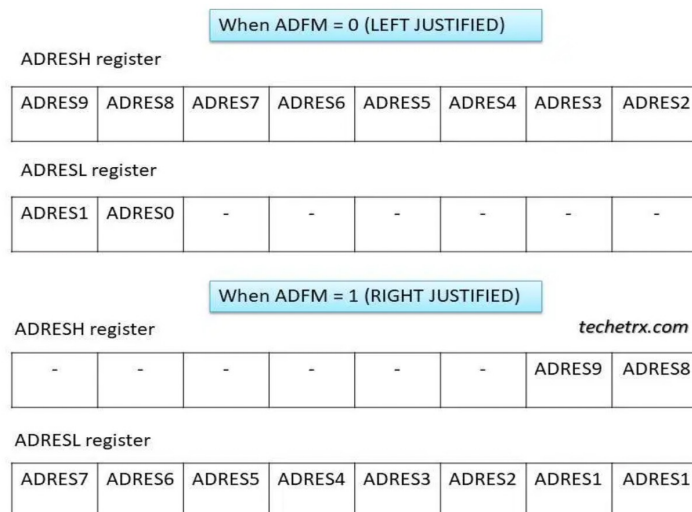 When ADFM = 0 (LEFT JUSTIFIED)
ADRESH register
ADRES9 ADRES8 ADRES7 ADRES6 ADRES5 ADRES4 ADRES3 ADRES2
ADRESL register
ADRES1 ADRES0 - - - - - -
When ADFM = 1 (RIGHT JUSTIFIED)
ADRESH register techetrx.com
- - - - - - ADRES9 ADRES8
ADRESL register
ADRES7 ADRES6 ADRES5 ADRES4 ADRES3 ADRES2 ADRES1 ADRES1